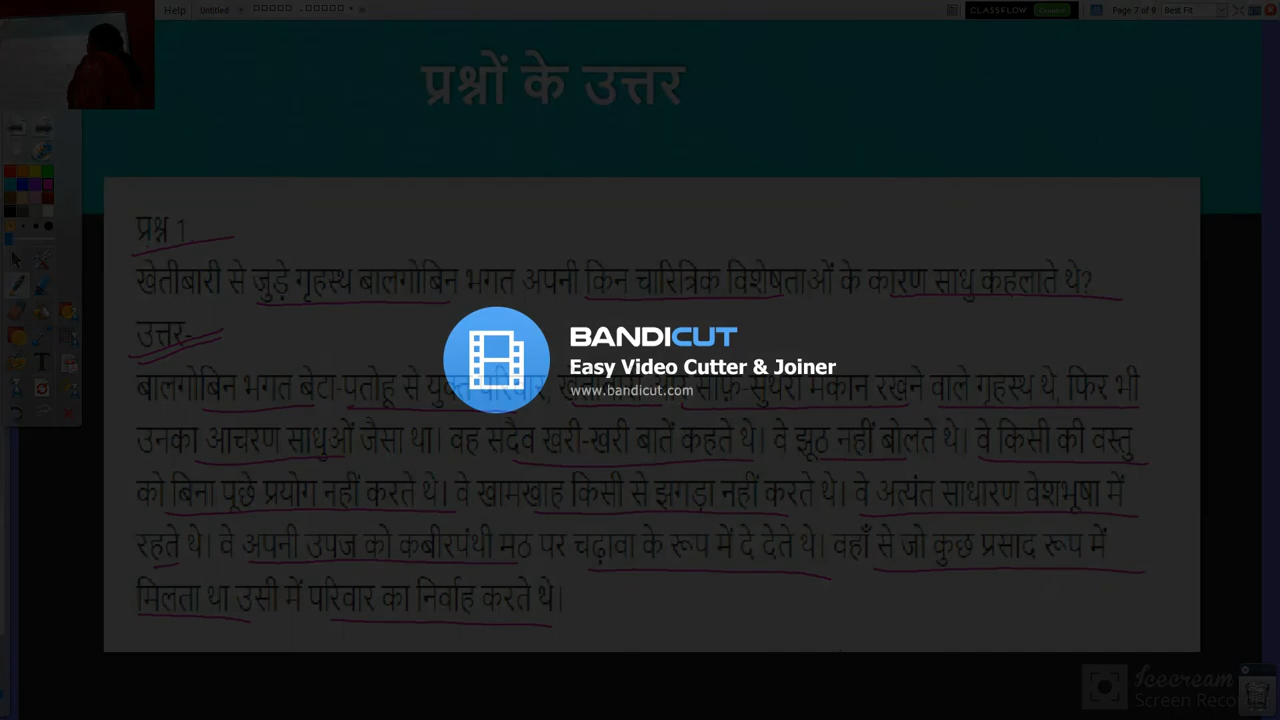 Help Untitled CLASSFLOW Connect Page 7 of 9 Best Fit
प्रश्नों के उत्तर
प्रश्न 1.
खेतीबारी से जुड़े गृहस्थ बालगोबिन भगत अपनी किन चारित्रिक विशेषताओं के कारण साधु कहलाते थे?
उत्तर-
BANDICUT
Easy Video Cutter & Joiner
www.bandicut.com
बालगोबिन भगत बेटा-पतोहू से युक्त परिवार, साफ़-सुथरा मकान रखने वाले गृहस्थ थे, फिर भी
उनका आचरण साधुओं जैसा था। वह सदैव खरी-खरी बातें कहते थे। वे झूठ नहीं बोलते थे। वे किसी की वस्तु
को बिना पूछे प्रयोग नहीं करते थे। वे खामखाह किसी से झगड़ा नहीं करते थे। वे अत्यंत साधारण वेशभूषा में
रहते थे। वे अपनी उपज को कबीरपंथी मठ पर चढ़ावा के रूप में दे देते थे। वहाँ से जो कुछ प्रसाद रूप में
मिलता था उसी में परिवार का निर्वाह करते थे।
Icecream
Screen Recorder